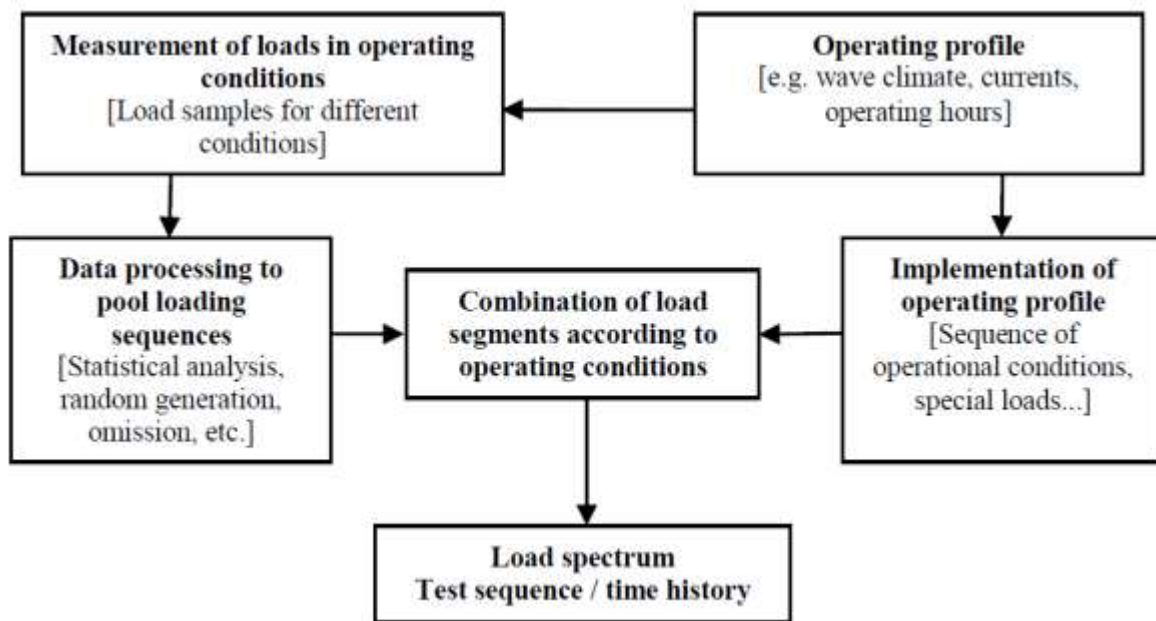 Measurement of loads in operating
conditions
[Load samples for different
conditions]
Operating profile
[e.g. wave climate, currents,
operating hours]
Data processing to
pool loading
sequences
[Statistical analysis,
random generation,
omission, etc.]
Combination of load
segments according to
operating conditions
Implementation of
operating profile
[Sequence of
operational conditions,
special loads...]
Load spectrum
Test sequence / time history